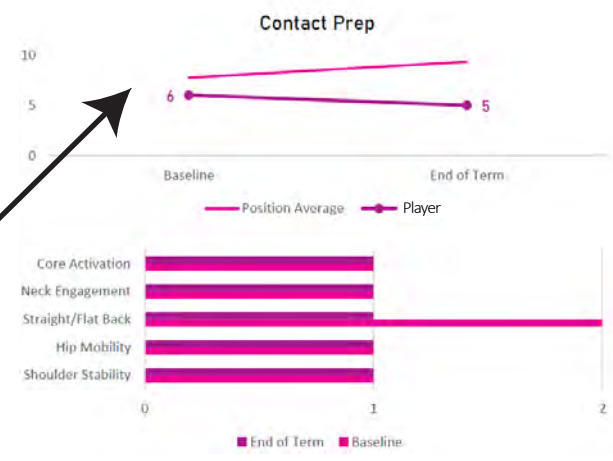 Contact Prep
10
5
0
6
5
Baseline End of Term
Position Average Player
Core Activation
Neck Engagement
Straight/Flat Back
Hip Mobility
Shoulder Stability
0 1 2
End of Term Baseline